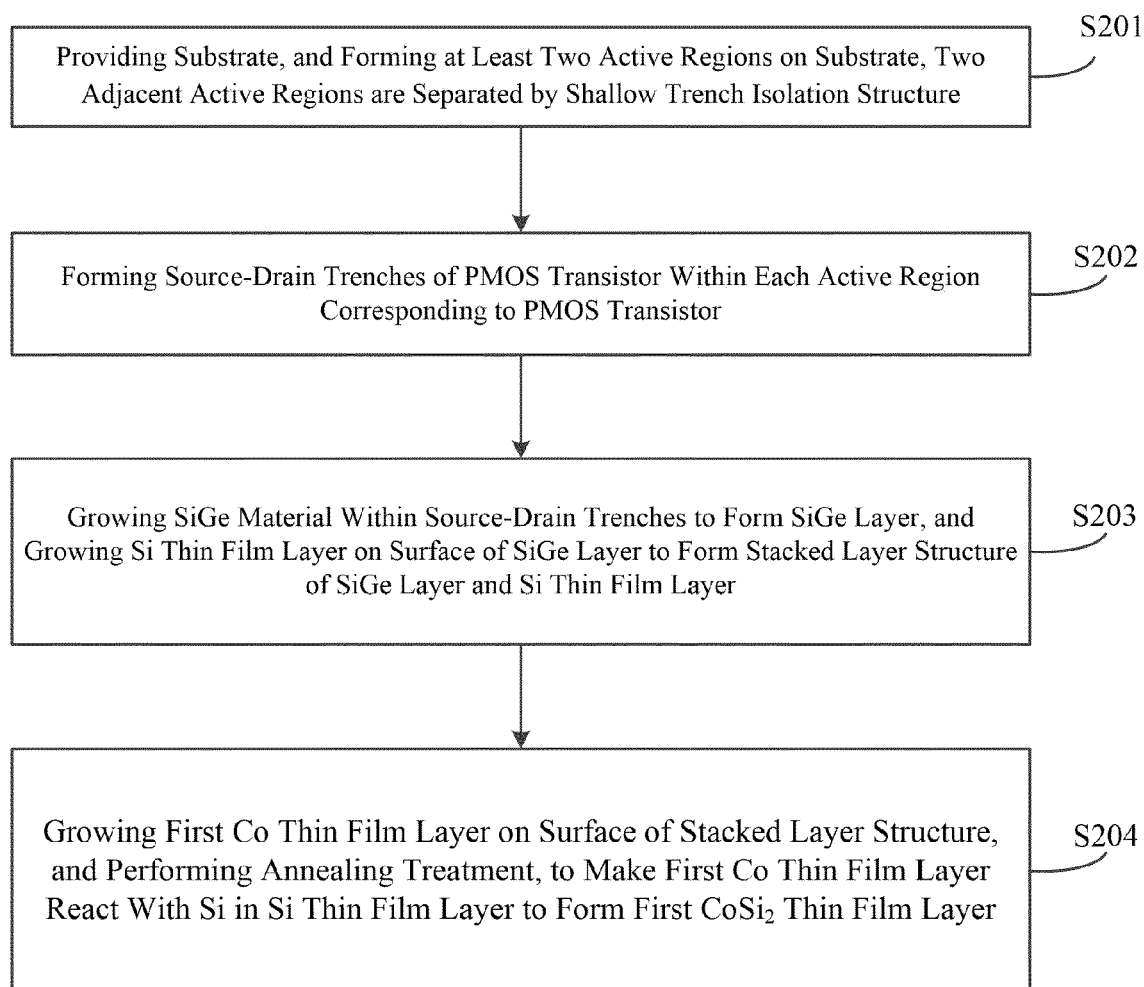 S201
Providing Substrate, and Forming at Least Two Active Regions on Substrate, Two
Adjacent Active Regions are Separated by Shallow Trench Isolation Structure
S202
Forming Source-Drain Trenches of PMOS Transistor Within Each Active Region
Corresponding to PMOS Transistor
S203
Growing SiGe Material Within Source-Drain Trenches to Form SiGe Layer, and
Growing Si Thin Film Layer on Surface of SiGe Layer to Form Stacked Layer Structure
of SiGe Layer and Si Thin Film Layer
S204
Growing First Co Thin Film Layer on Surface of Stacked Layer Structure,
and Performing Annealing Treatment, to Make First Co Thin Film Layer
React With Si in Si Thin Film Layer to Form First CoSi₂ Thin Film Layer